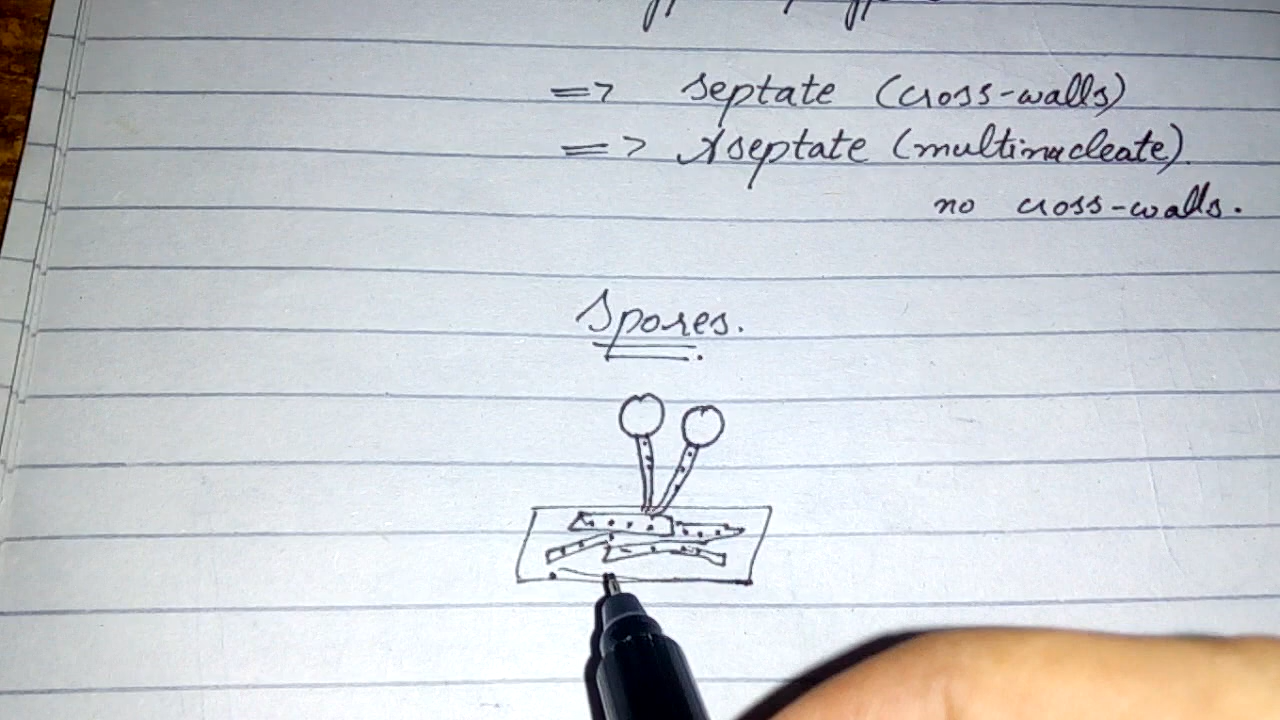 => septate (cross-walls)
=> Aseptate (multinucleate).
no cross-walls.
Spores.